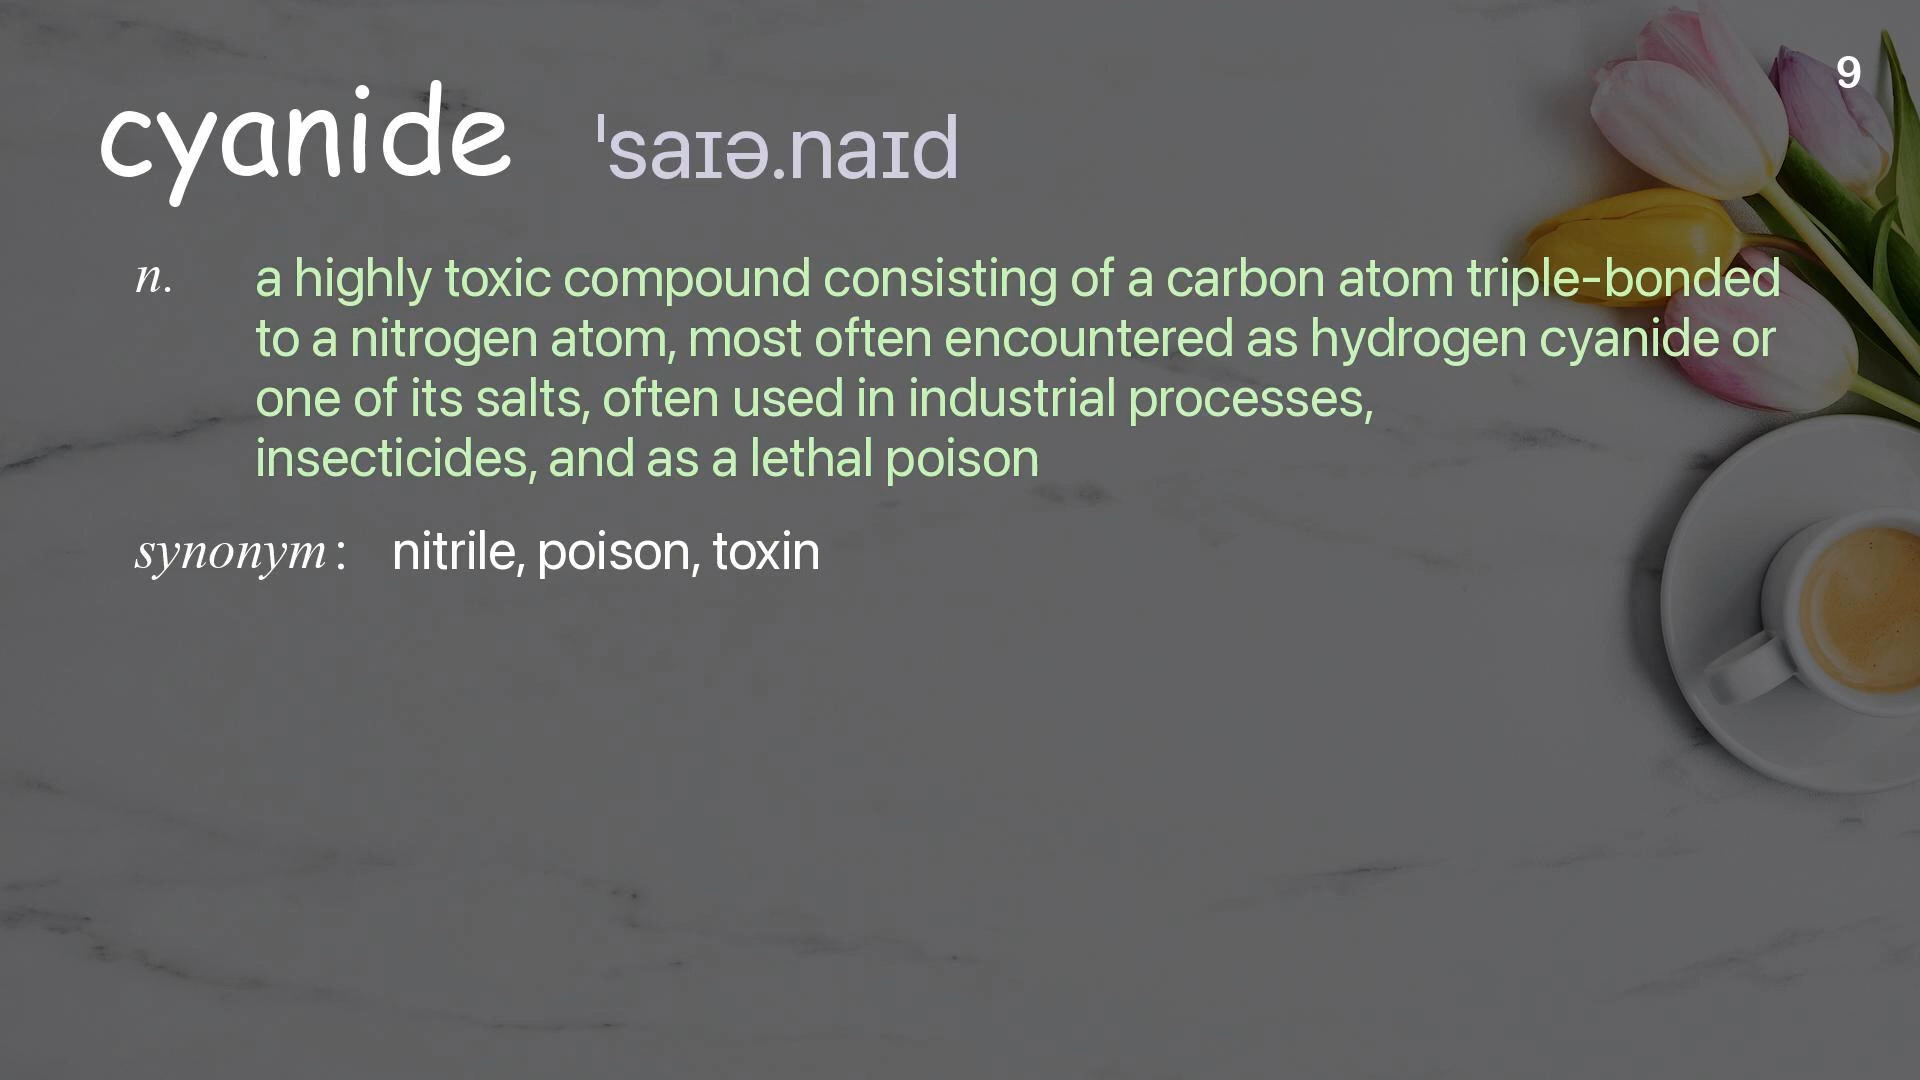 9
cyanide ˈsaɪə.naɪd
n. a highly toxic compound consisting of a carbon atom triple-bonded
to a nitrogen atom, most often encountered as hydrogen cyanide or
one of its salts, often used in industrial processes,
insecticides, and as a lethal poison
synonym: nitrile, poison, toxin